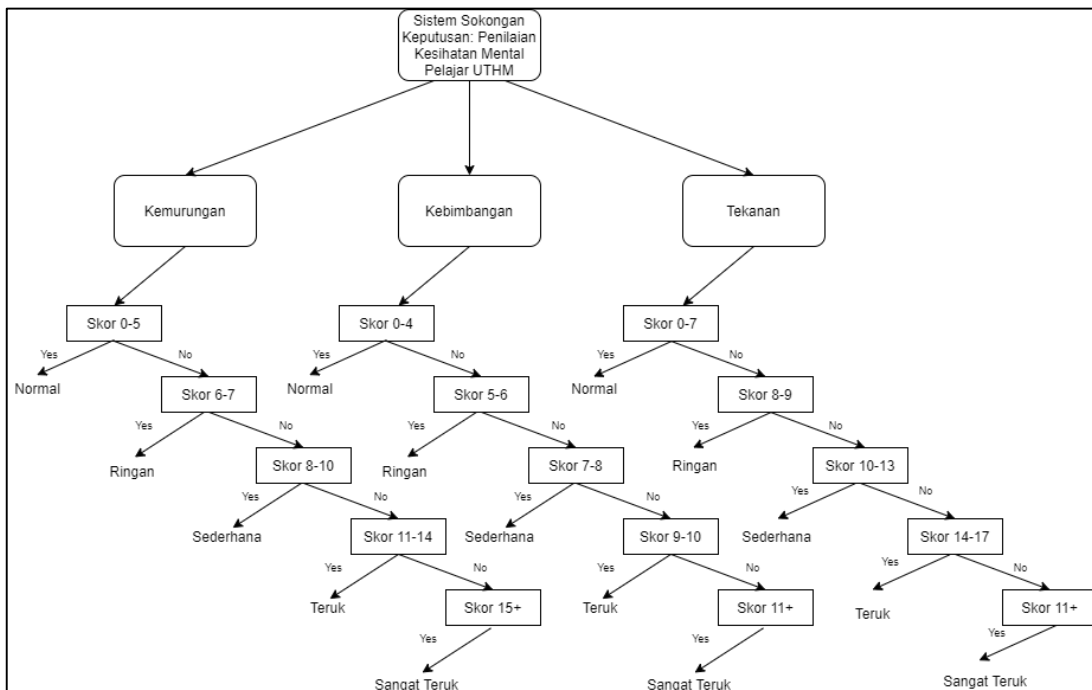 Sistem Sokongan
Keputusan: Penilaian
Kesihatan Mental
Pelajar UTHM
Kemurungan
Kebimbangan
Tekanan
Skor 0-5
Skor 0-4
Skor 0-7
Yes
No
Yes
No
Yes
No
Normal
Normal
Normal
Skor 6-7
Skor 5-6
Skor 8-9
Yes
No
Yes
No
Yes
No
Ringan
Ringan
Ringan
Skor 8-10
Skor 7-8
Skor 10-13
Yes
No
Yes
No
Yes
No
Sederhana
Sederhana
Sederhana
Skor 11-14
Skor 9-10
Skor 14-17
Yes
No
Yes
No
Yes
No
Teruk
Teruk
Teruk
Skor 15+
Skor 11+
Skor 11+
Yes
Yes
Yes
Sangat Teruk
Sangat Teruk
Sangat Teruk